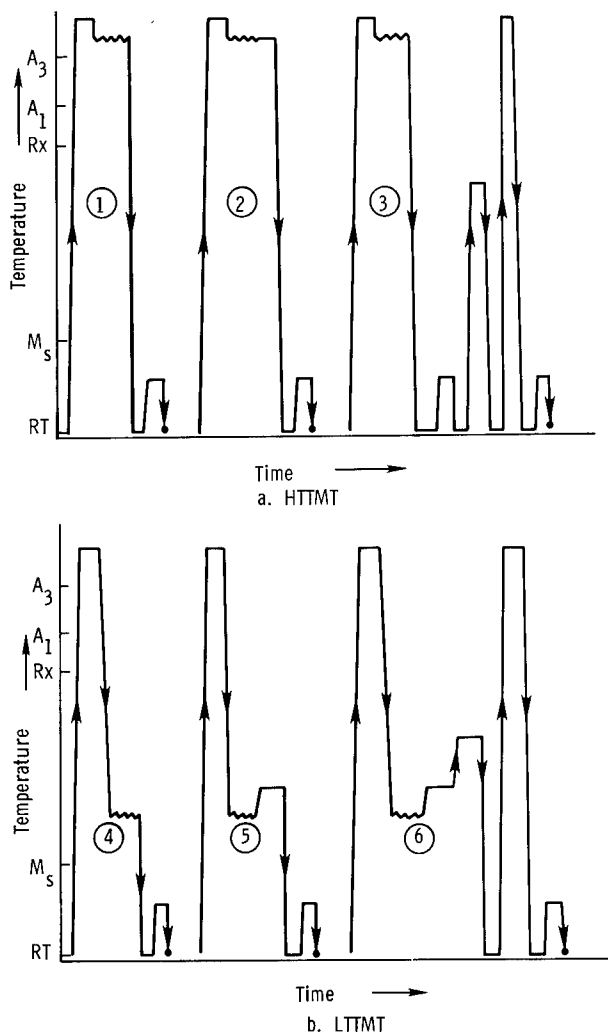 A3
A1
Rx
Temperature
Ms
RT
1
2
3
Time
a. HTTMT
A3
A1
Rx
Temperature
Ms
RT
4
5
6
Time
b. LTTMT